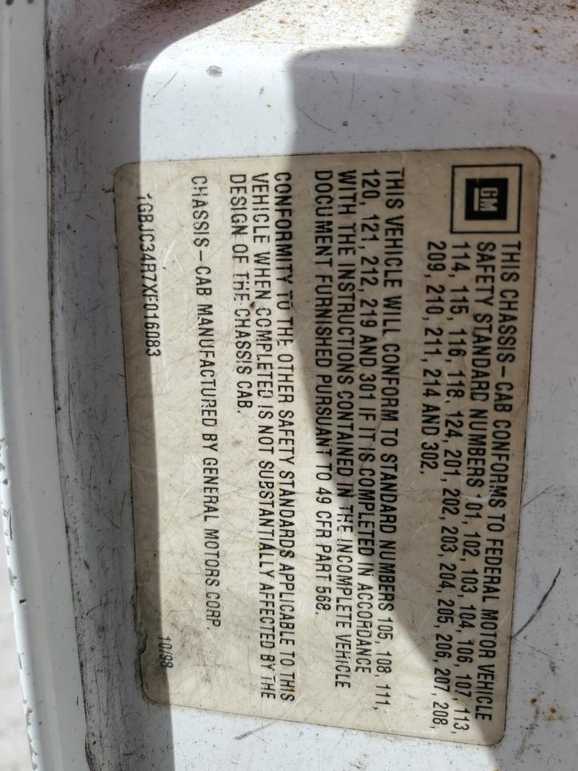 GM
THIS CHASSIS-CAB CONFORMS TO FEDERAL MOTOR VEHICLE
SAFETY STANDARD NUMBERS 101, 102, 103, 104, 106, 107, 113,
114, 115, 116, 118, 124, 201, 202, 203, 204, 205, 206, 207, 208,
209, 210, 211, 214 AND 302.
THIS VEHICLE WILL CONFORM TO STANDARD NUMBERS 105, 108, 111,
120, 121, 212, 219 AND 301 IF IT IS COMPLETED IN ACCORDANCE
WITH THE INSTRUCTIONS CONTAINED IN THE INCOMPLETE VEHICLE
DOCUMENT FURNISHED PURSUANT TO 49 CFR PART 568.
CONFORMITY TO THE OTHER SAFETY STANDARDS APPLICABLE TO THIS
VEHICLE WHEN COMPLETED IS NOT SUBSTANTIALLY AFFECTED BY THE
DESIGN OF THE CHASSIS CAB.
CHASSIS-CAB MANUFACTURED BY GENERAL MOTORS CORP.
1GBJC34R7XF016083 10/98